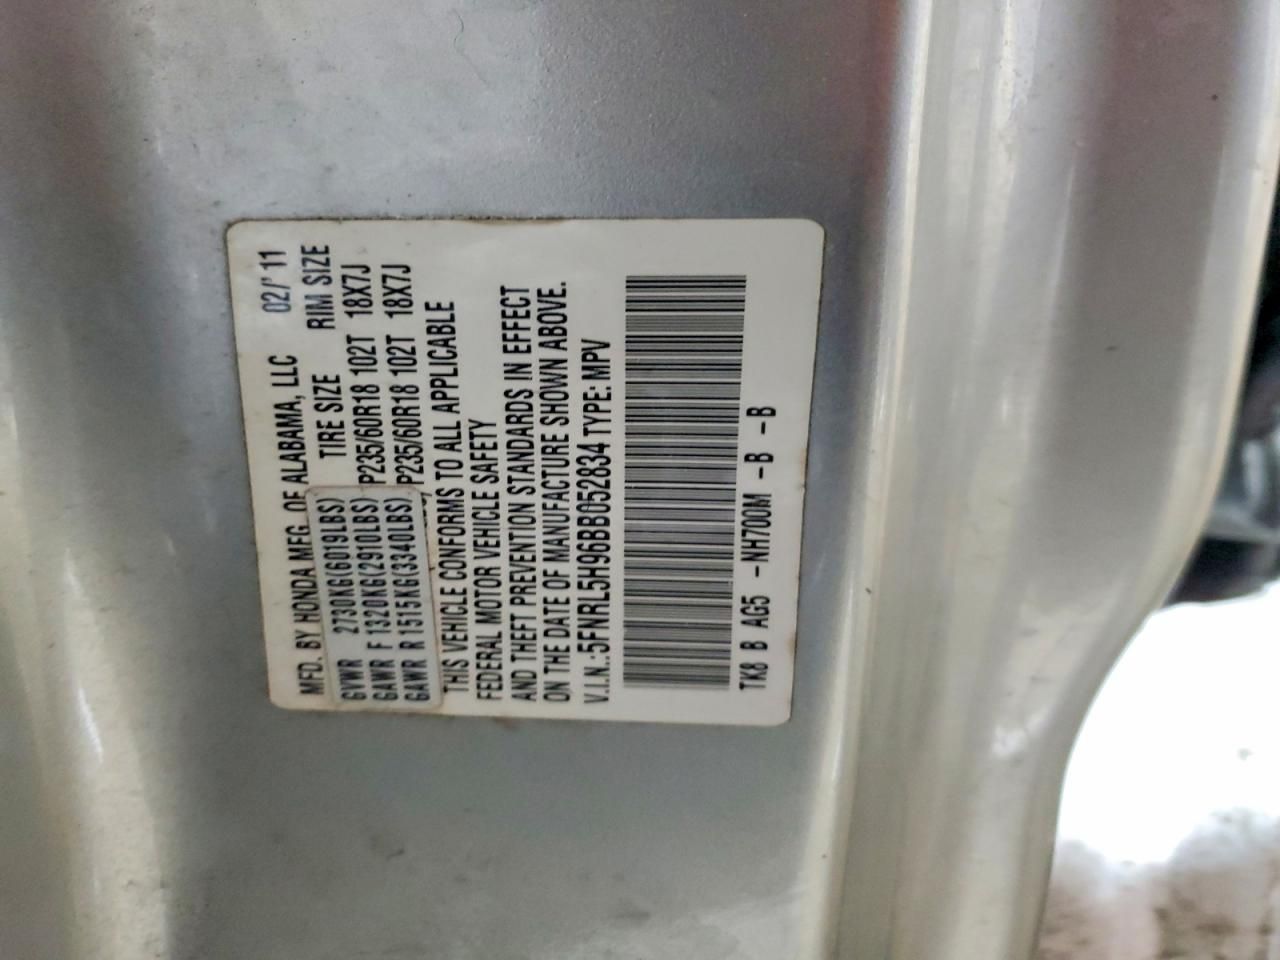 MFD. BY HONDA MFG. OF ALABAMA, LLC 02/'11
TIRE SIZE RIM SIZE
GVWR 2730KG(6019LBS)
GAWR F 1320KG(2910LBS) P235/60R18 102T 18X7J
GAWR R 1515KG(3340LBS) P235/60R18 102T 18X7J
THIS VEHICLE CONFORMS TO ALL APPLICABLE
FEDERAL MOTOR VEHICLE SAFETY
AND THEFT PREVENTION STANDARDS IN EFFECT
ON THE DATE OF MANUFACTURE SHOWN ABOVE.
V.I.N.:5FNRL5H96BB052834 TYPE: MPV
TK8 B AG5 -NH700M -B -B